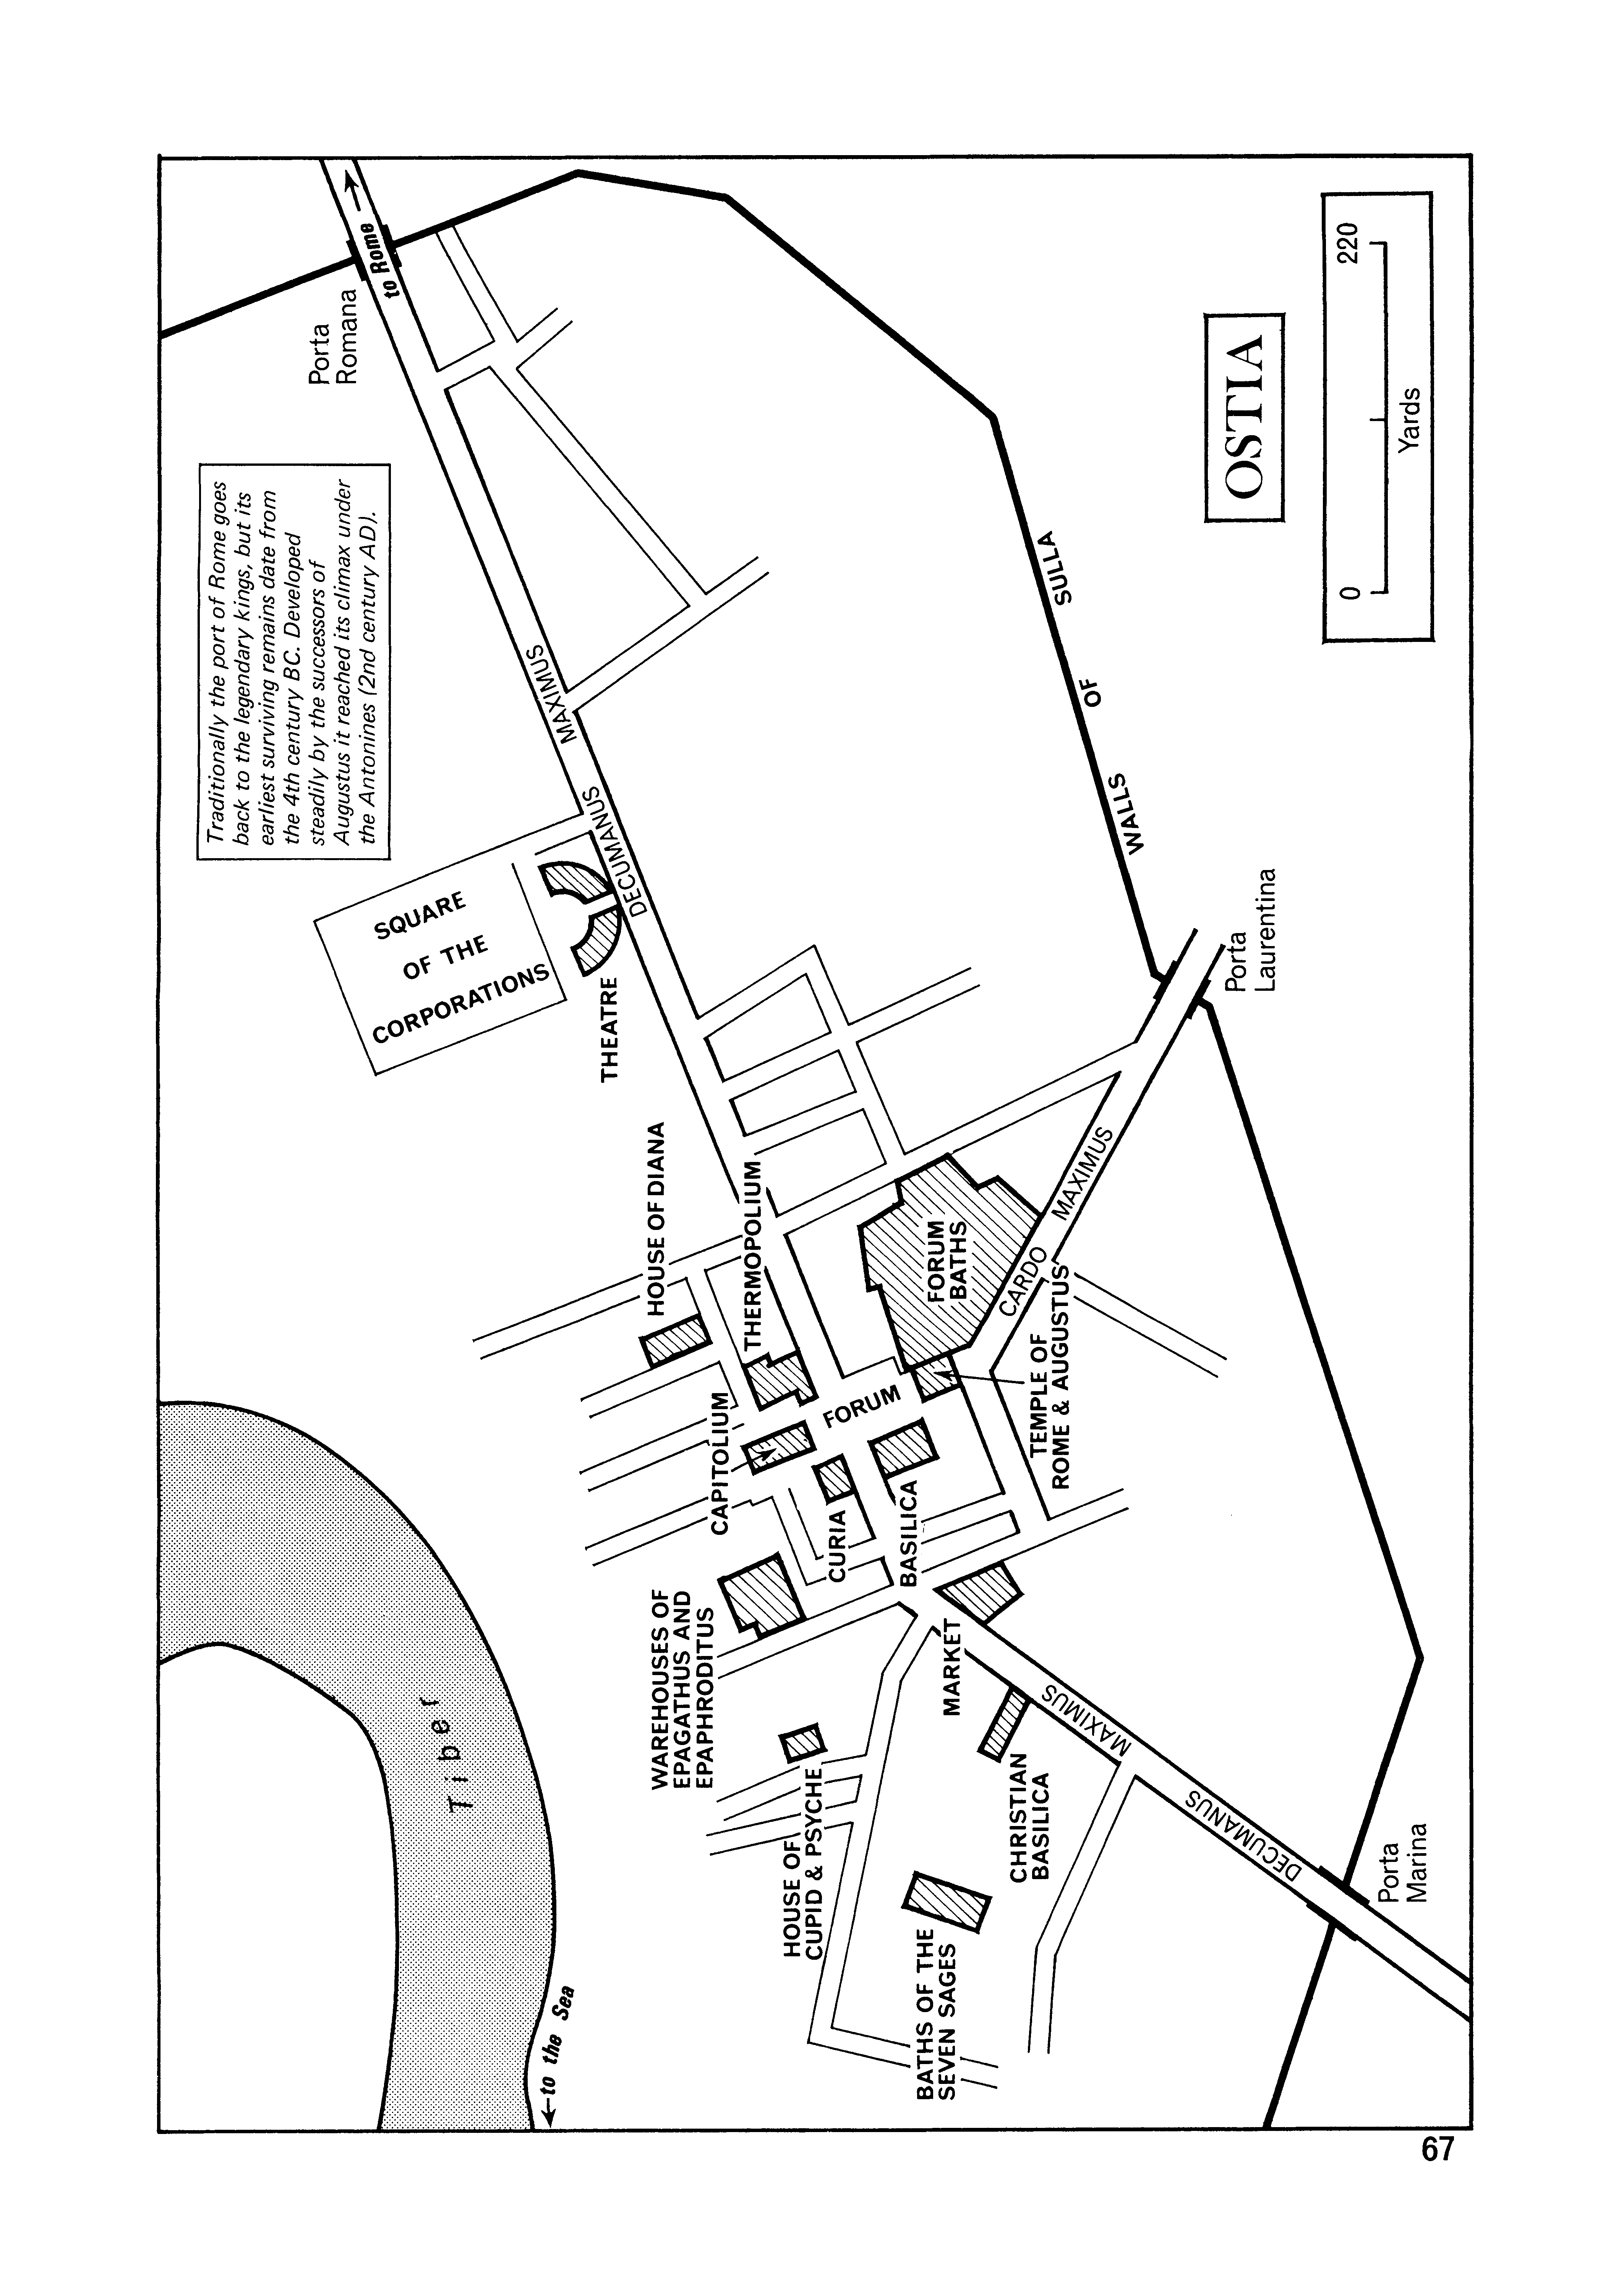 Traditionally the port of Rome goes
back to the legendary kings, but its
earliest surviving remains date from
the 4th century BC. Developed
steadily by the successors of
Augustus it reached its climax under
the Antonines (2nd century AD).
to Rome
Porta
Romana
SQUARE
OF THE
CORPORATIONS
THEATRE
DECUMANUS
MAXIMUS
HOUSE OF DIANA
THERMOPOLIUM
CAPITOLIUM
FORUM
FORUM
BATHS
CURIA
BASILICA
TEMPLE OF
ROME & AUGUSTUS
CARDO
MAXIMUS
Porta
Laurentina
WALLS
OF
SULLA
WAREHOUSES OF
EPAGATHUS AND
EPAPHRODITUS
MARKET
HOUSE OF
CUPID & PSYCHE
CHRISTIAN
BASILICA
BATHS OF THE
SEVEN SAGES
DECUMANUS
MAXIMUS
Porta
Marina
Tiber
to the Sea
OSTIA
0
220
Yards
67